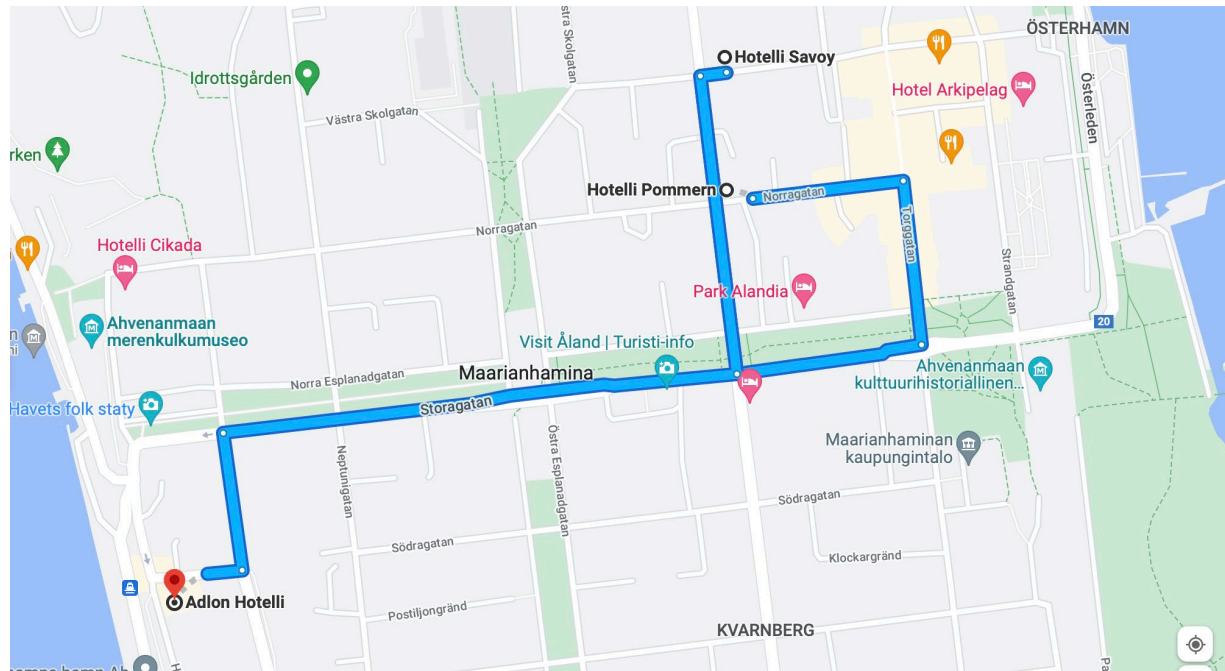 ÖSTERHAMN
Östra Skolgatan
Hotelli Savoy
Idrottsgården
Hotel Arkipelag
Österleden
Västra Skolgatan
rken
Hotelli Pommern
Norragatan
Norragatan
Torggatan
Hotelli Cikada
Strandgatan
Park Alandia
Ahvenanmaan
merenkulkumuseo
20
Visit Åland | Turisti-info
Maarianhamina
Norra Esplanadgatan
Ahvenanmaan
kulttuurihistoriallinen...
Havets folk staty
Storagatan
Neptunigatan
Östra Esplanadgatan
Maarianhaminan
kaupungintalo
Södragatan
Södragatan
Klockargränd
Adlon Hotelli
Postiljongränd
KVARNBERG